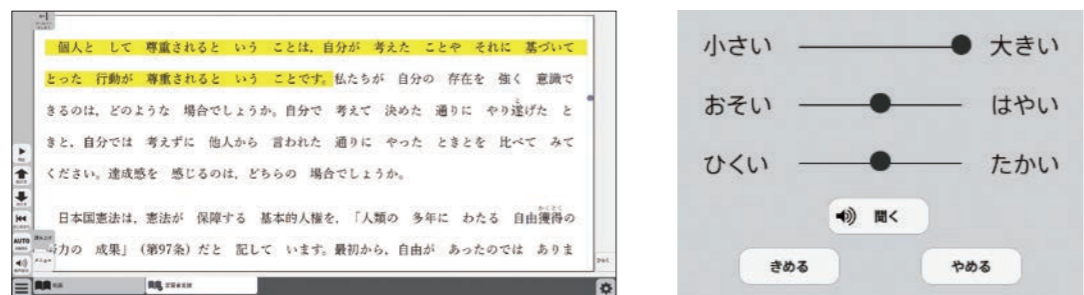 個人と して 尊重されると いう ことは，自分が 考えた ことや それに 基づいて
とった 行動が 尊重されると いう ことです。私たちが 自分の 存在を 強く 意識で
きるのは，どのような 場合でしょうか。自分で 考えて 決めた 通りに やり遂げた と
きと，自分では 考えずに 他人から 言われた 通りに やった ときとを 比べて みて
ください。達成感を 感じるのは，どちらの 場合でしょうか。
日本国憲法は，憲法が 保障する 基本的人権を，「人類の 多年に わたる 自由獲得の
力の 成果」（第97条）だと 記して います。最初から，自由が あったのでは ありま
AUTO
小さい 大きい
おそい はやい
ひくい たかい
聞く
きめる やめる